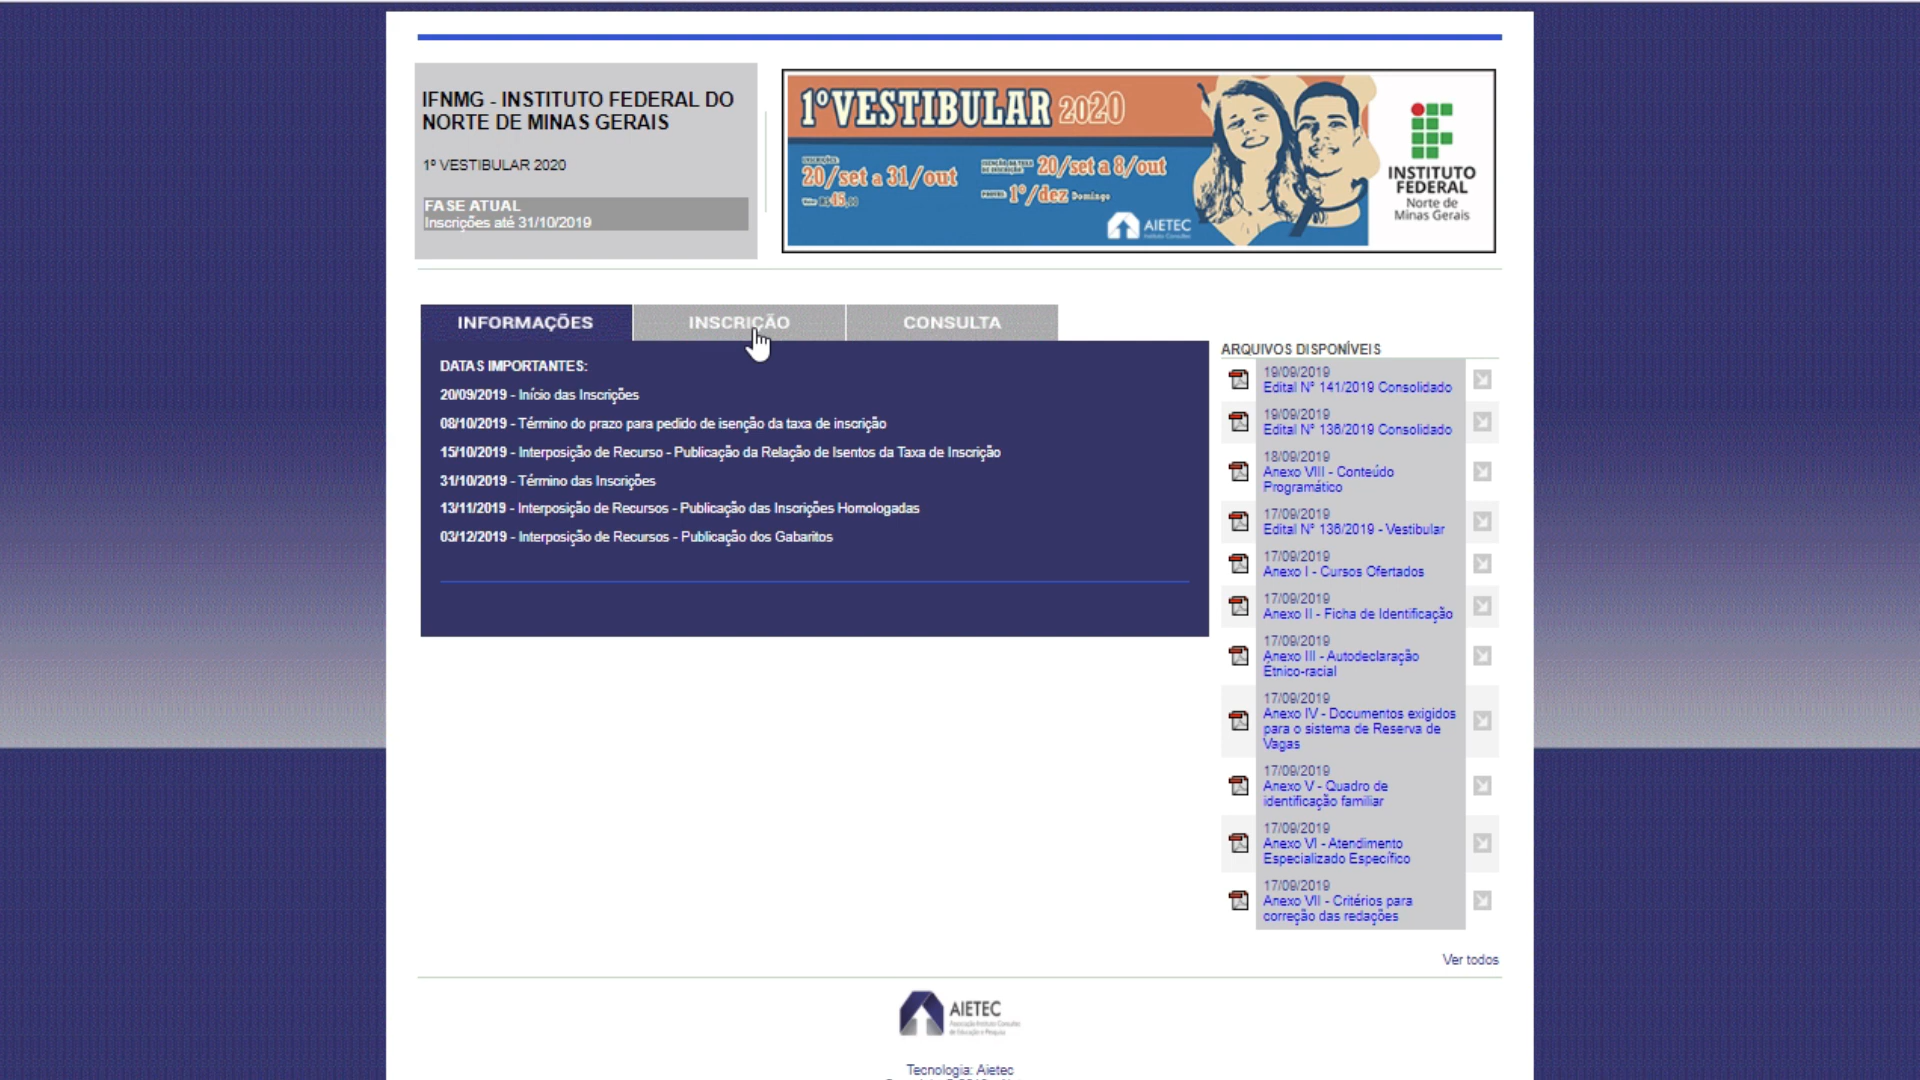 IFNMG - INSTITUTO FEDERAL DO
NORTE DE MINAS GERAIS
1º VESTIBULAR 2020
FASE ATUAL
Inscrições até 31/10/2019
1º VESTIBULAR 2020
INSCRIÇÕES:
20/set a 31/out
R$45,00
ISENÇÃO DA TAXA
DE INSCRIÇÃO:
20/set a 8/out
1º/dez Domingo
AIETEC
INSTITUTO
FEDERAL
Norte de
Minas Gerais
INFORMAÇÕES
INSCRIÇÃO
CONSULTA
DATAS IMPORTANTES:
20/09/2019 - Início das Inscrições
08/10/2019 - Término do prazo para pedido de isenção da taxa de inscrição
15/10/2019 - Interposição de Recurso - Publicação da Relação de Isentos da Taxa de Inscrição
31/10/2019 - Término das Inscrições
13/11/2019 - Interposição de Recursos - Publicação das Inscrições Homologadas
03/12/2019 - Interposição de Recursos - Publicação dos Gabaritos
ARQUIVOS DISPONÍVEIS
19/09/2019
Edital Nº 141/2019 Consolidado
19/09/2019
Edital Nº 136/2019 Consolidado
18/09/2019
Anexo VIII - Conteúdo
Programático
17/09/2019
Edital Nº 136/2019 - Vestibular
17/09/2019
Anexo I - Cursos Ofertados
17/09/2019
Anexo II - Ficha de Identificação
17/09/2019
Anexo III - Autodeclaração
Étnico-racial
17/09/2019
Anexo IV - Documentos exigidos
para o sistema de Reserva de
Vagas
17/09/2019
Anexo V - Quadro de
identificação familiar
17/09/2019
Anexo VI - Atendimento
Especializado Específico
17/09/2019
Anexo VII - Critérios para
correção das redações
Ver todos
AIETEC
Tecnologia: Aietec